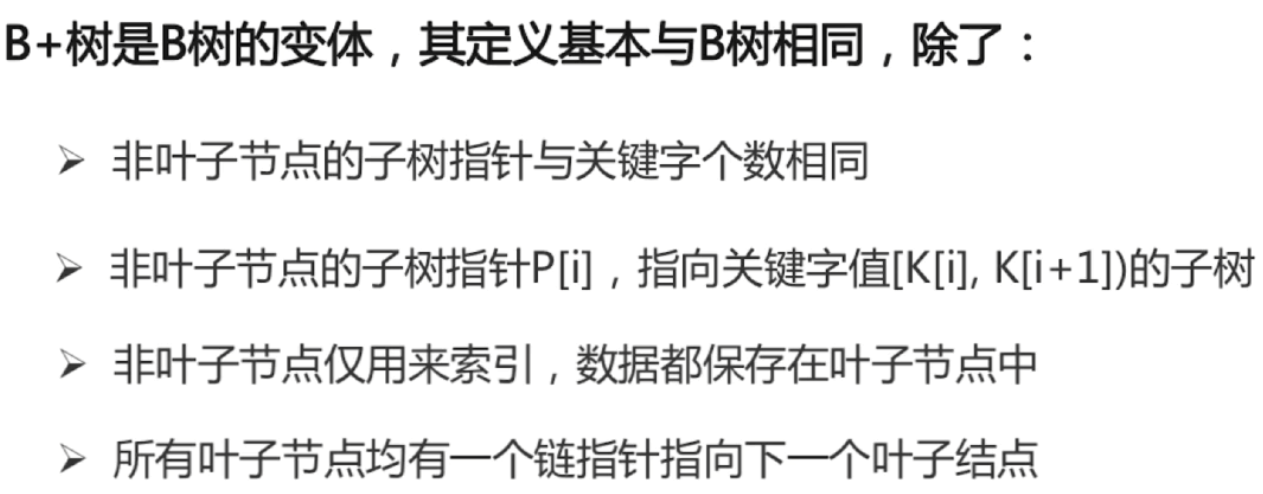 B+树是B树的变体，其定义基本与B树相同，除了：
➢ 非叶子节点的子树指针与关键字个数相同
➢ 非叶子节点的子树指针P[i]，指向关键字值[K[i], K[i+1])的子树
➢ 非叶子节点仅用来索引，数据都保存在叶子节点中
➢ 所有叶子节点均有一个链指针指向下一个叶子结点